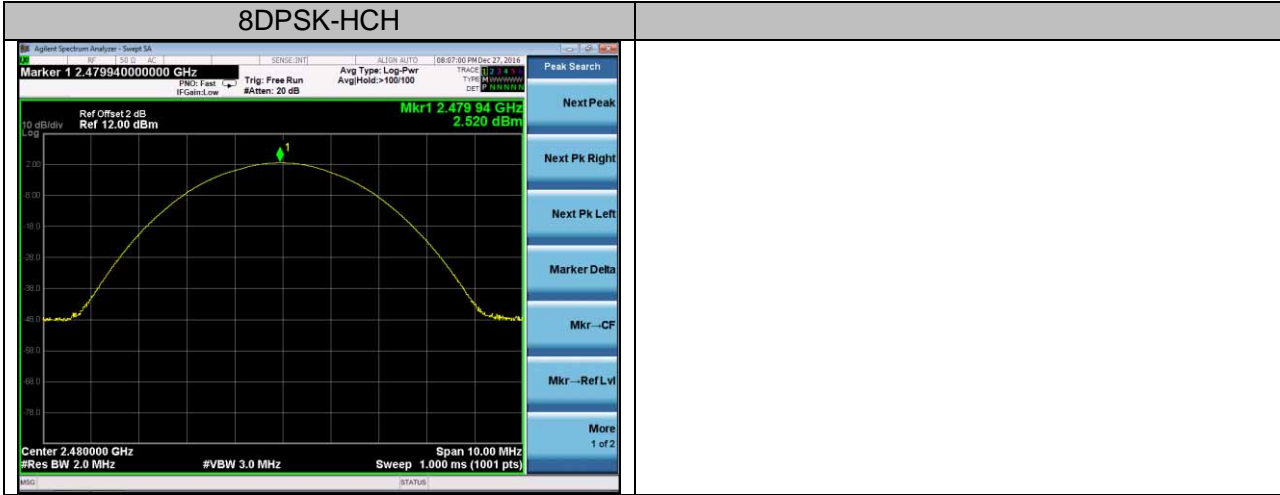 8DPSK-HCH
Agilent Spectrum Analyzer - Swept SA
RF 50 Ω AC SENSE:INT ALIGN AUTO 08:07:00 PM Dec 27, 2016
Marker 1 2.479940000000 GHz
PNO: Fast
IFGain:Low
Trig: Free Run
#Atten: 20 dB
Avg Type: Log-Pwr
Avg|Hold:>100/100
TRACE 1 2 3 4 5 6
TYPE M WWWWW
DET P N N N N N
Peak Search
Mkr1 2.479 94 GHz
2.520 dBm
Ref Offset 2 dB
10 dB/div Ref 12.00 dBm
Log
1
2.00
-8.00
-18.0
-28.0
-38.0
-48.0
-58.0
-68.0
-78.0
Next Peak
Next Pk Right
Next Pk Left
Marker Delta
Mkr→CF
Mkr→Ref Lvl
More
1 of 2
Center 2.480000 GHz Span 10.00 MHz
#Res BW 2.0 MHz #VBW 3.0 MHz Sweep 1.000 ms (1001 pts)
MSG STATUS